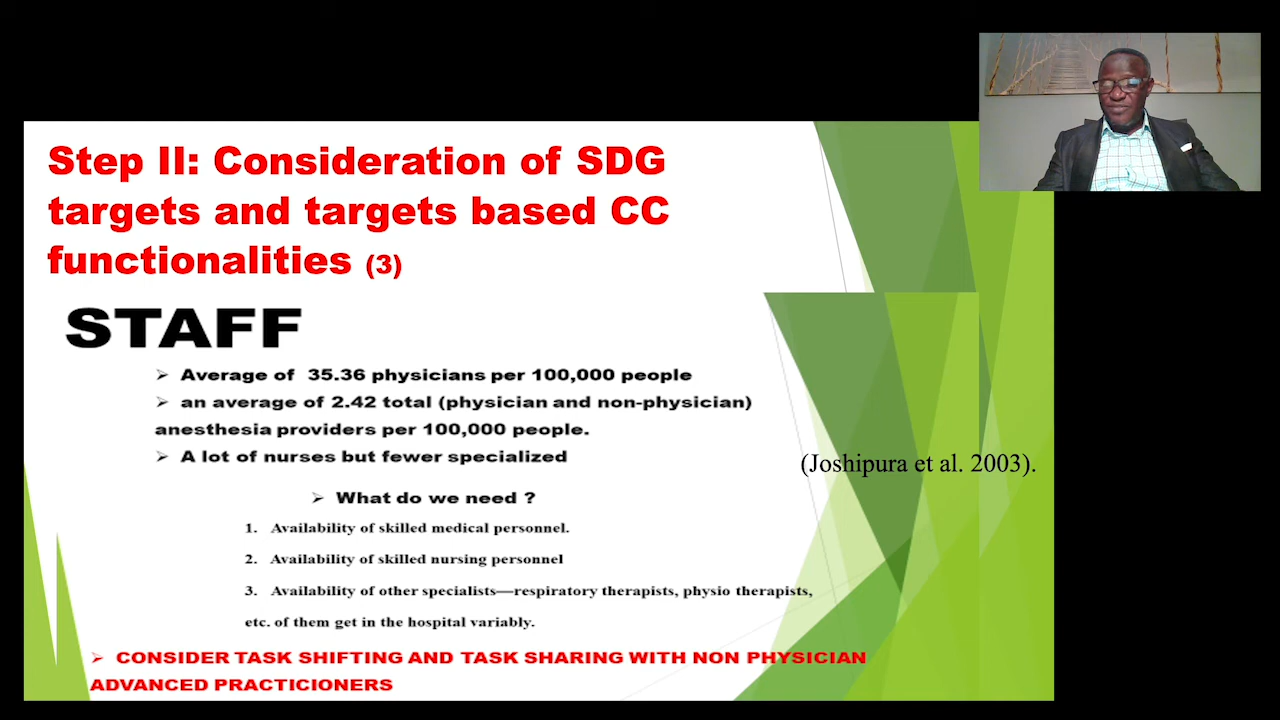 Step II: Consideration of SDG
targets and targets based CC
functionalities (3)
STAFF
➢ Average of 35.36 physicians per 100,000 people
➢ an average of 2.42 total (physician and non-physician)
anesthesia providers per 100,000 people.
➢ A lot of nurses but fewer specialized
(Joshipura et al. 2003).
➢ What do we need ?
1. Availability of skilled medical personnel.
2. Availability of skilled nursing personnel
3. Availability of other specialists—respiratory therapists, physio therapists,
etc. of them get in the hospital variably.
➢ CONSIDER TASK SHIFTING AND TASK SHARING WITH NON PHYSICIAN
ADVANCED PRACTICIONERS